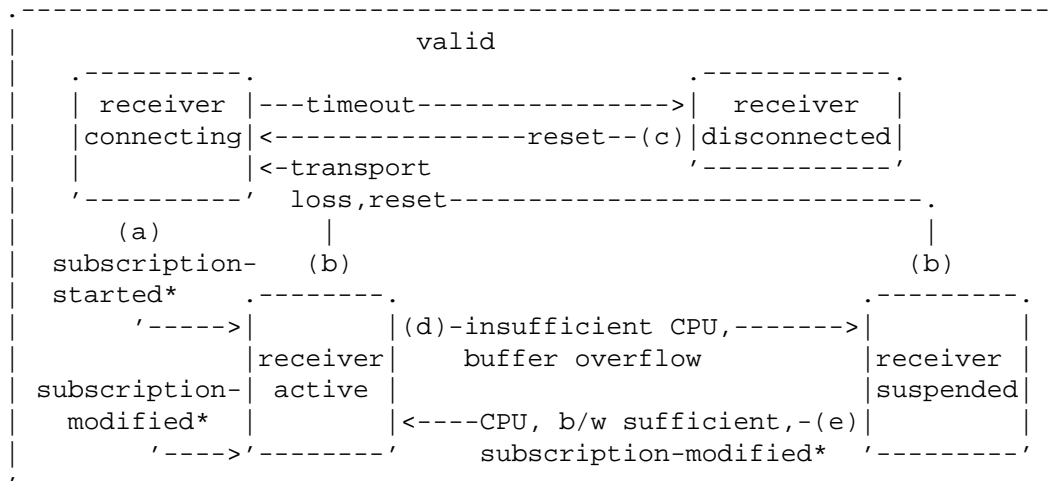 .-----------------------------------------------------------------
|                         valid
|    .----------.                           .------------.
|    | receiver |---timeout---------------->|  receiver  |
|    |connecting|<----------------reset--(c)|disconnected|
|    |          |<-transport                '------------'
|    '----------'  loss,reset------------------------------.
|       (a)          |                                     |
|  subscription-   (b)                                    (b)
|  started*    .--------.                             .---------.
|       '----->|        |(d)-insufficient CPU,------->|         |
|              |receiver|    buffer overflow          |receiver |
| subscription-| active |                             |suspended|
|   modified*  |        |<----CPU, b/w sufficient,-(e)|         |
|        '---->'--------'     subscription-modified*  '---------'
'